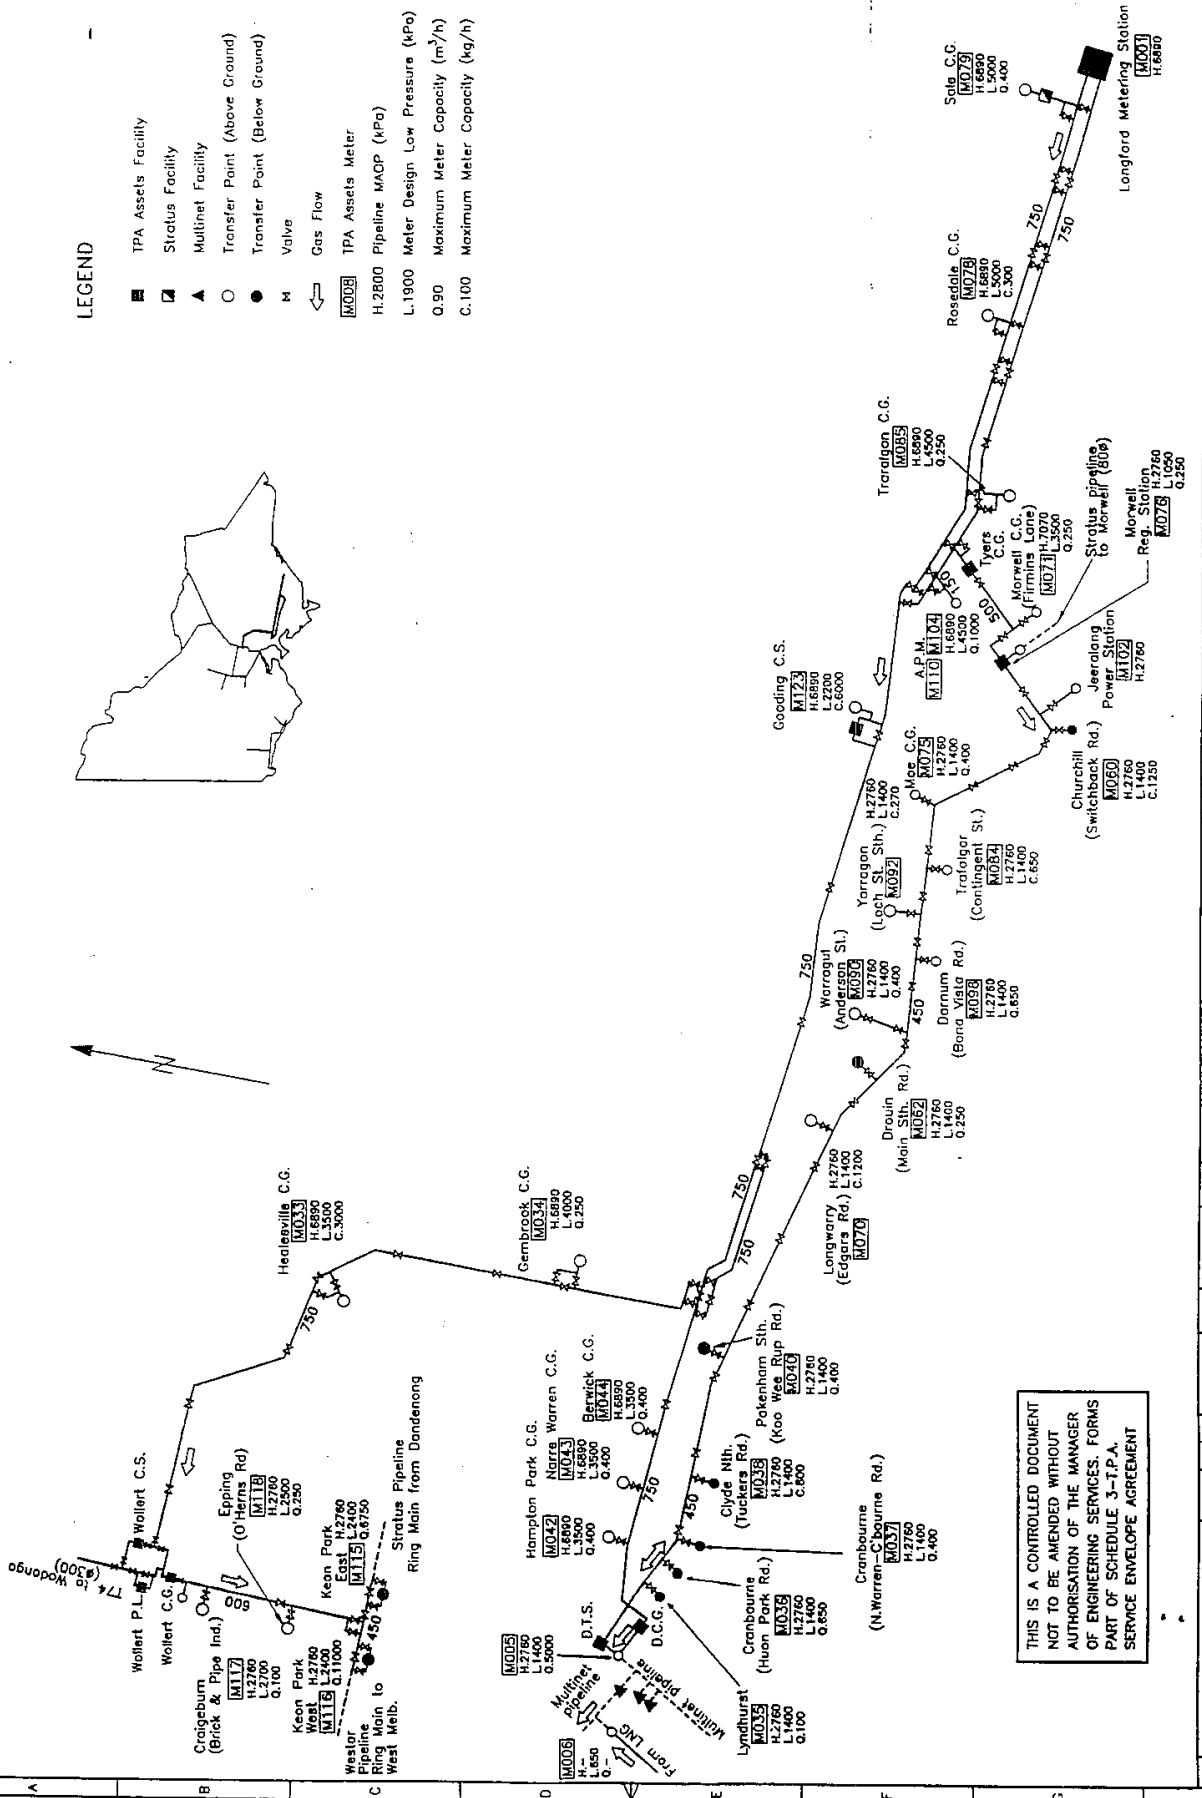 LEGEND
TPA Assets Facility
Stratus Facility
Multinet Facility
Transfer Point (Above Ground)
Transfer Point (Below Ground)
Valve
Gas Flow
M008 TPA Assets Meter
H.2800 Pipeline MAOP (kPa)
L.1900 Meter Design Low Pressure (kPa)
Q.90 Maximum Meter Capacity (m³/h)
C.100 Maximum Meter Capacity (kg/h)
N
T74 to Wodonga
(ø300)
Wollert C.S.
Wollert P.L.
Wollert C.G.
600
Epping
(O'Herns Rd)
M118
H.2760
L.2500
Q.250
Craigeburn
(Brick & Pipe Ind.)
M117
H.2760
L.2700
Q.100
Keon Park
East
M115
H.2760
L.2400
Q.6750
Keon Park
West
M116
H.2760
L.2400
Q.11000
450
Stratus Pipeline
Ring Main from Dandenong
Westar
Pipeline
Ring Main to
West Melb.
Healesville C.G.
M033
H.6890
L.3500
C.3000
750
Gembrook C.G.
M034
H.6890
L.4000
Q.250
Hampton Park C.G.
M042
H.6890
L.3500
Q.400
Narre Warren C.G.
M043
H.6890
L.3500
Q.400
Berwick C.G.
M044
H.6890
L.3500
Q.400
750
750
750
450
D.T.S.
D.C.G.
M005
H.2760
L.1400
Q.5000
Multinet
pipeline
Multinet pipeline
From LNG
M006
H.--
L.650
Q.-
Lyndhurst
M035
H.2760
L.1400
Q.100
Cranbourne
(Huon Park Rd.)
M036
H.2760
L.1400
Q.650
Cranbourne
(N.Warren-C'bourne Rd.)
M037
H.2760
L.1400
Q.400
Clyde Nth.
(Tuckers Rd.)
M038
H.2760
L.1400
C.800
Pakenham Sth.
(Koo Wee Rup Rd.)
M040
H.2760
L.1400
Q.400
Longwarry
(Edgars Rd.)
M070
H.2760
L.1400
C.1200
Drouin
(Main Sth. Rd.)
M062
H.2760
L.1400
Q.250
Warragul
(Anderson St.)
M090
H.2760
L.1400
Q.400
450
Darnum
(Bona Vista Rd.)
M098
H.2760
L.1400
Q.650
Yarragon
(Loch St. Sth.)
M092
H.2760
L.1400
C.270
Trafalgar
(Contingent St.)
M084
H.2760
L.1400
C.650
Moe C.G.
M075
H.2760
L.1400
Q.400
750
Gooding C.S.
M123
H.6890
L.2200
C.6000
Churchill
(Switchback Rd.)
M060
H.2760
L.1400
C.1250
Jeeralang
Power Station
M102
H.2760
A.P.M.
M110 M104
H.6890
L.4500
Q.1000
150
500
Tyers
C.G.
Morwell C.G.
(Firmins Lane)
M071
H.7070
L.3500
Q.250
Stratus pipeline
to Morwell (80ø)
Morwell
Reg. Station
M076
H.2760
L.1050
Q.250
Traralgon C.G.
M085
H.6890
L.4500
Q.250
Rosedale C.G.
M078
H.6890
L.5000
C.300
750
750
Sale C.G.
M079
H.6890
L.5000
Q.400
Longford Metering Station
M001
H.6890
THIS IS A CONTROLLED DOCUMENT
NOT TO BE AMENDED WITHOUT
AUTHORISATION OF THE MANAGER
OF ENGINEERING SERVICES. FORMS
PART OF SCHEDULE 3-T.P.A.
SERVICE ENVELOPE AGREEMENT
A
B
C
D
E
F
G